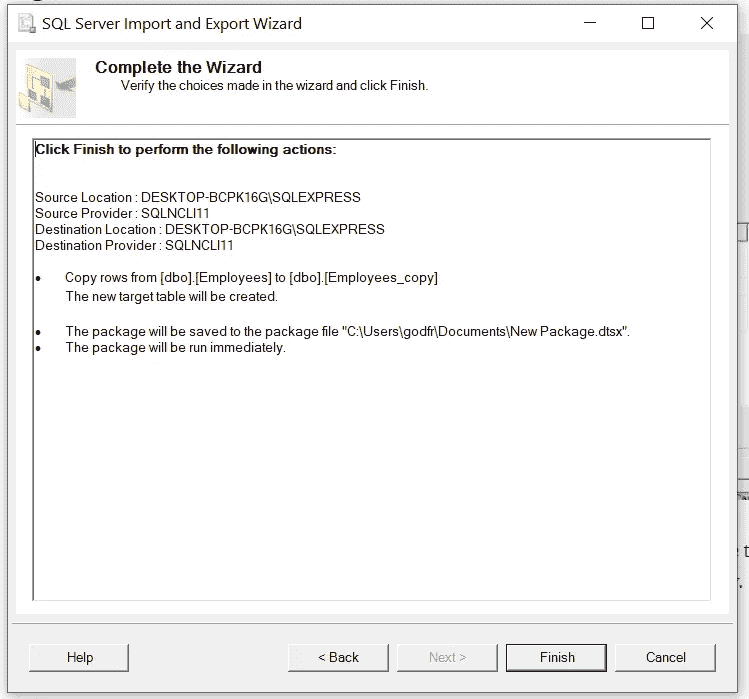 SQL Server Import and Export Wizard
Complete the Wizard
Verify the choices made in the wizard and click Finish.
Click Finish to perform the following actions:
Source Location : DESKTOP-BCPK16G\SQLEXPRESS
Source Provider : SQLNCLI11
Destination Location : DESKTOP-BCPK16G\SQLEXPRESS
Destination Provider : SQLNCLI11
• Copy rows from [dbo].[Employees] to [dbo].[Employees_copy]
The new target table will be created.
• The package will be saved to the package file "C:\Users\godfr\Documents\New Package.dtsx".
• The package will be run immediately.
Help
< Back
Next >
Finish
Cancel